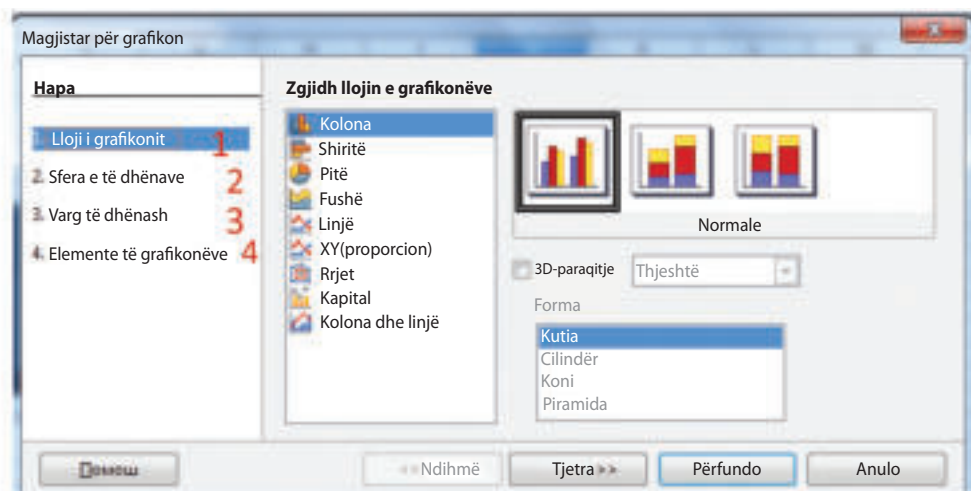 Magjistar për grafikon
Hapa
1. Lloji i grafikonit 1
2. Sfera e të dhënave 2
3. Varg të dhënash 3
4. Elemente të grafikonëve 4
Zgjidh llojin e grafikonëve
Kolona
Shiritë
Pitë
Fushë
Linjë
XY(proporcion)
Rrjet
Kapital
Kolona dhe linjë
Normale
3D-paraqitje Thjeshtë
Forma
Kutia
Cilindër
Koni
Piramida
Помош <<Ndihmë Tjetra >> Përfundo Anulo